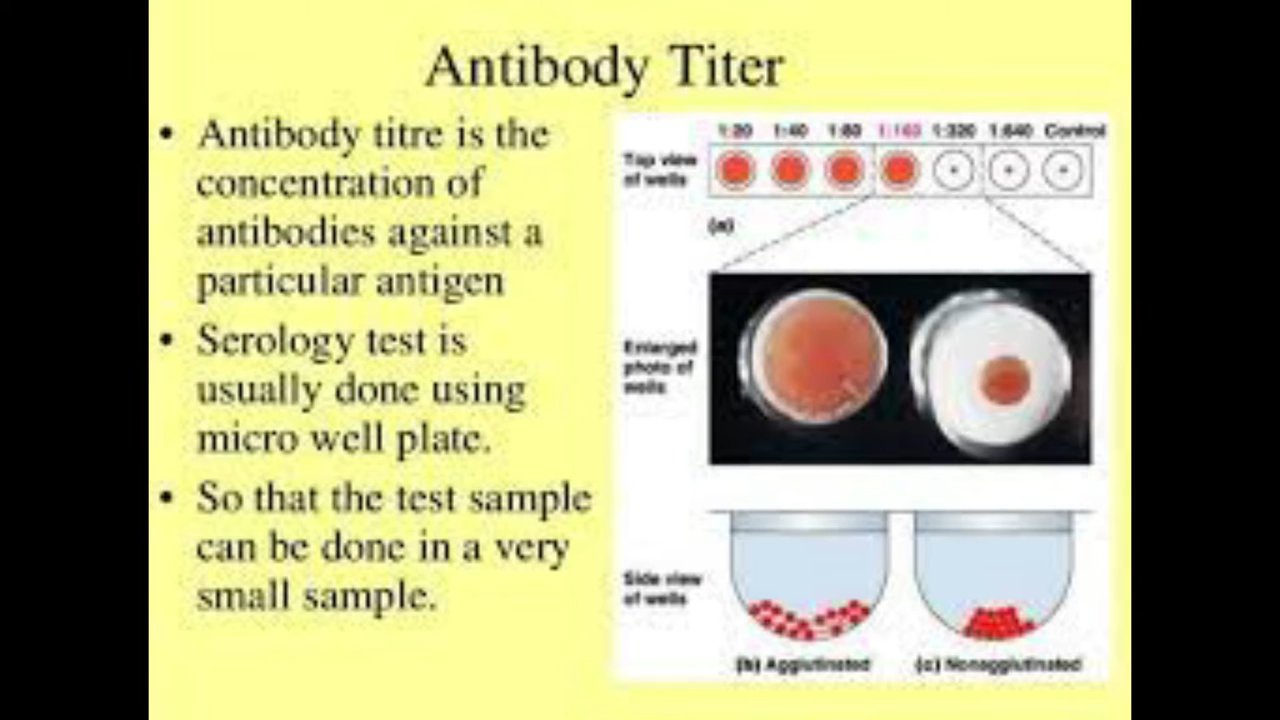 Antibody Titer
• Antibody titre is the
concentration of
antibodies against a
particular antigen
• Serology test is
usually done using
micro well plate.
• So that the test sample
can be done in a very
small sample.
1:20 1:40 1:80 1:160 1:320 1:640 Control
Top view
of wells
(a)
Enlarged
photo of
wells
Side view
of wells
(b) Agglutinated
(c) Nonagglutinated